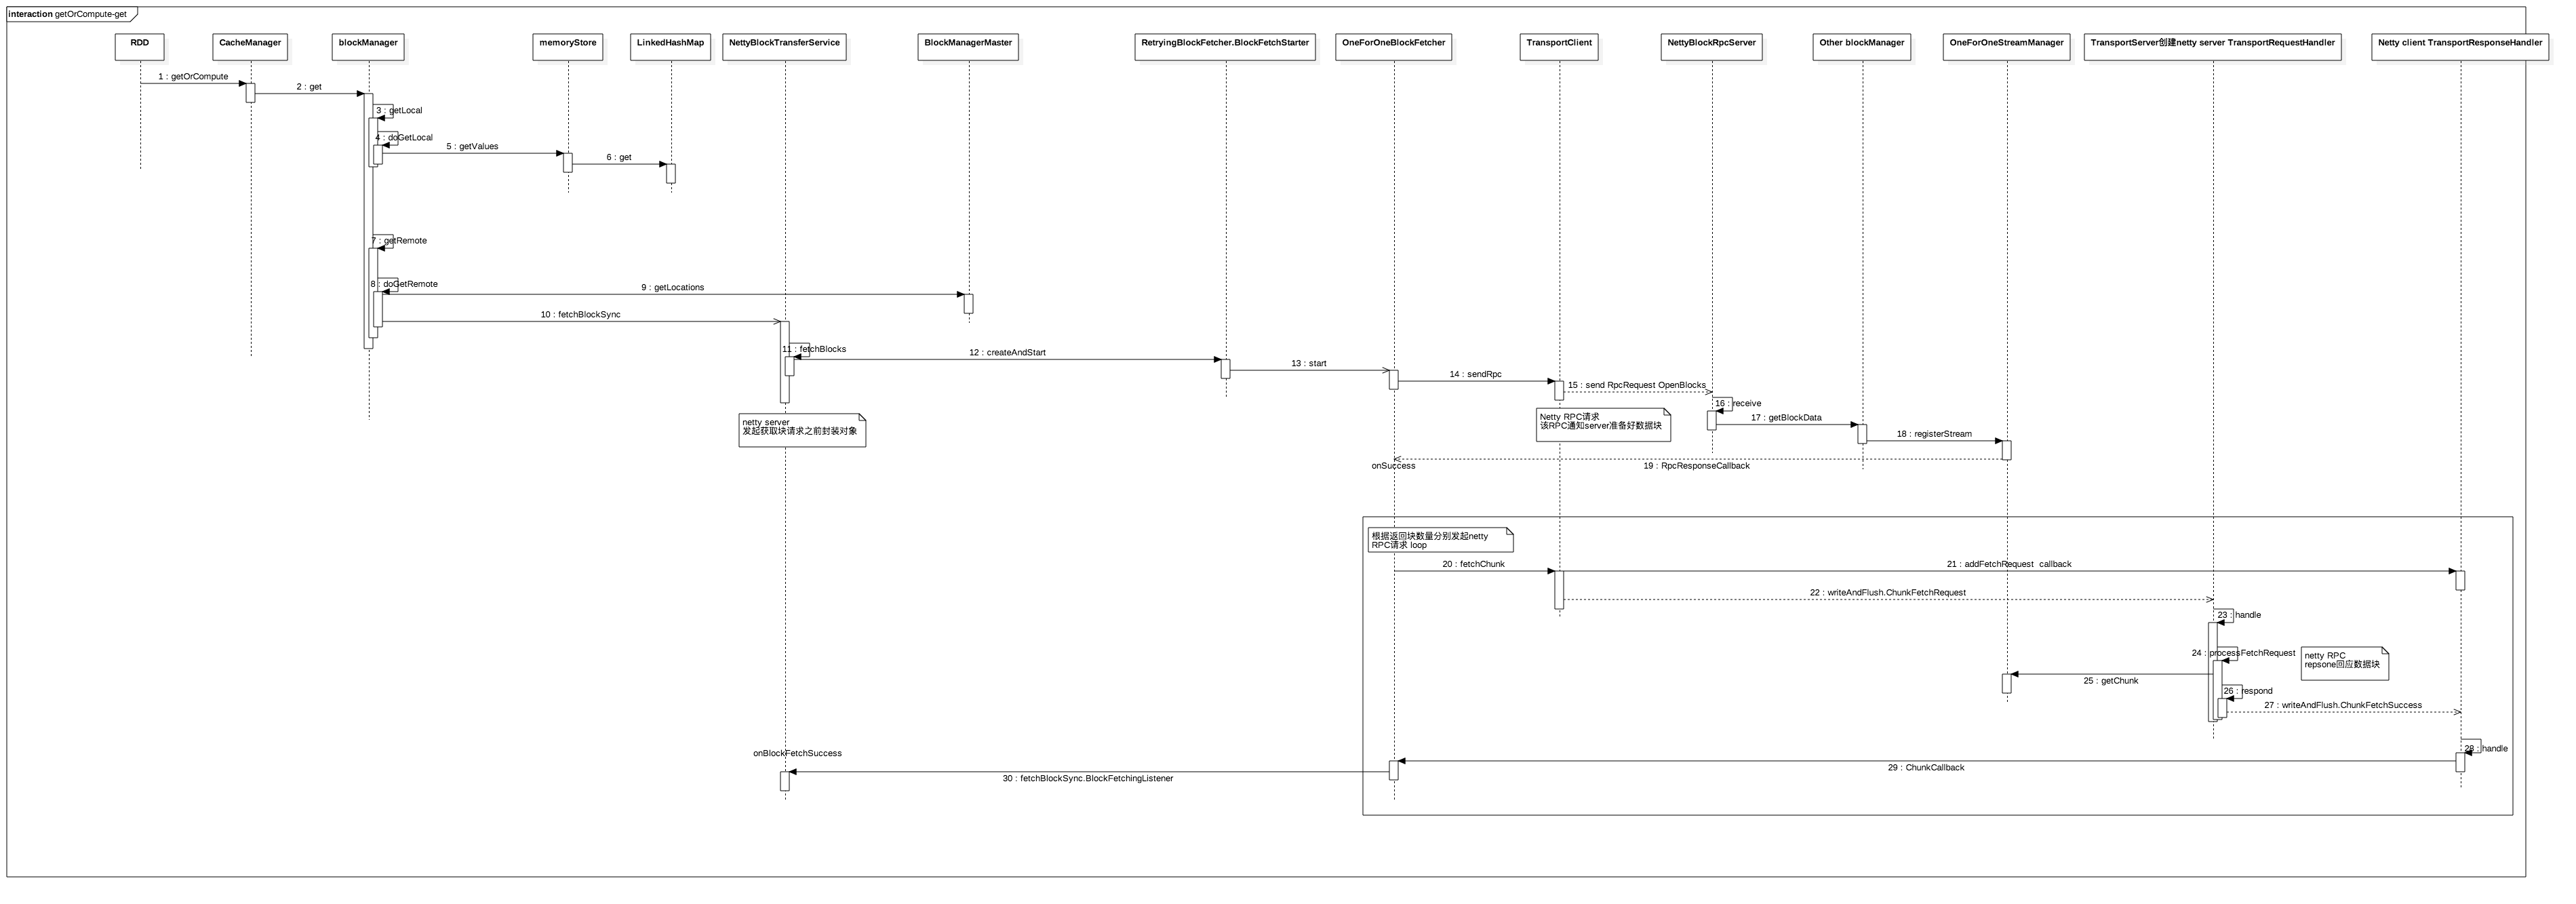 interaction getOrCompute-get
RDD
CacheManager
blockManager
memoryStore
LinkedHashMap
NettyBlockTransferService
BlockManagerMaster
RetryingBlockFetcher.BlockFetchStarter
OneForOneBlockFetcher
TransportClient
NettyBlockRpcServer
Other blockManager
OneForOneStreamManager
TransportServer创建netty server TransportRequestHandler
Netty client TransportResponseHandler
1 : getOrCompute
2 : get
3 : getLocal
4 : doGetLocal
5 : getValues
6 : get
7 : getRemote
8 : doGetRemote
9 : getLocations
10 : fetchBlockSync
11 : fetchBlocks
12 : createAndStart
13 : start
14 : sendRpc
15 : send RpcRequest OpenBlocks
16 : receive
netty server
发起获取块请求之前封装对象
Netty RPC请求
该RPC通知server准备好数据块
17 : getBlockData
18 : registerStream
onSuccess
19 : RpcResponseCallback
根据返回块数量分别发起netty
RPC请求 loop
20 : fetchChunk
21 : addFetchRequest  callback
22 : writeAndFlush.ChunkFetchRequest
23 : handle
24 : processFetchRequest
netty RPC
repsone回应数据块
25 : getChunk
26 : respond
27 : writeAndFlush.ChunkFetchSuccess
28 : handle
onBlockFetchSuccess
29 : ChunkCallback
30 : fetchBlockSync.BlockFetchingListener